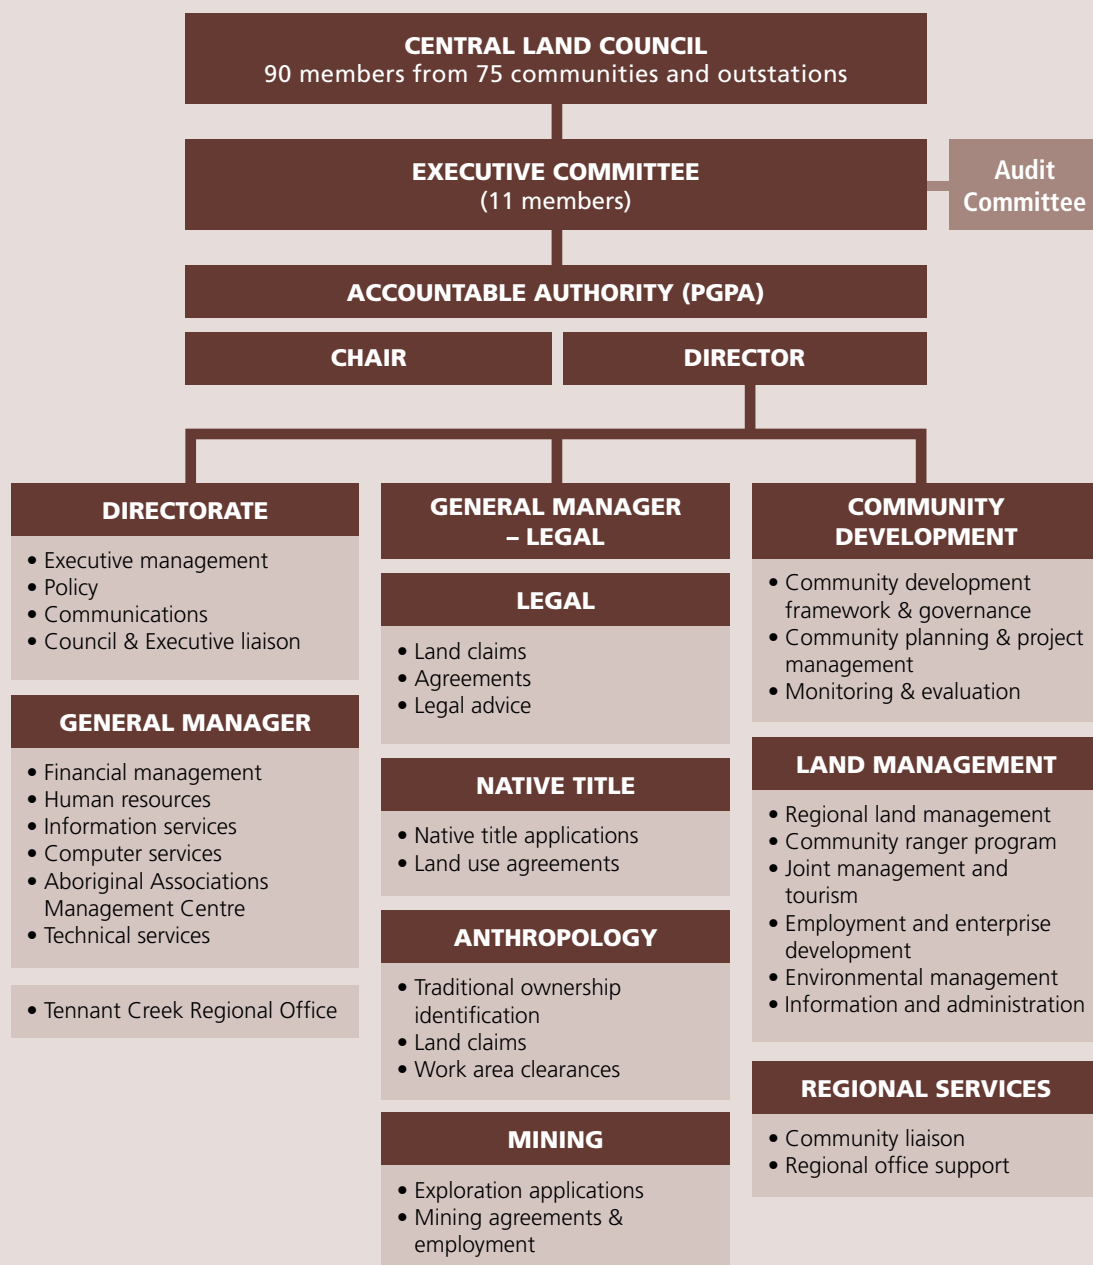 CENTRAL LAND COUNCIL
90 members from 75 communities and outstations
EXECUTIVE COMMITTEE
(11 members)
Audit
Committee
ACCOUNTABLE AUTHORITY (PGPA)
CHAIR
DIRECTOR
DIRECTORATE
• Executive management
• Policy
• Communications
• Council & Executive liaison
GENERAL MANAGER
• Financial management
• Human resources
• Information services
• Computer services
• Aboriginal Associations
Management Centre
• Technical services
• Tennant Creek Regional Office
GENERAL MANAGER
– LEGAL
LEGAL
• Land claims
• Agreements
• Legal advice
NATIVE TITLE
• Native title applications
• Land use agreements
ANTHROPOLOGY
• Traditional ownership
identification
• Land claims
• Work area clearances
MINING
• Exploration applications
• Mining agreements &
employment
COMMUNITY
DEVELOPMENT
• Community development
framework & governance
• Community planning & project
management
• Monitoring & evaluation
LAND MANAGEMENT
• Regional land management
• Community ranger program
• Joint management and
tourism
• Employment and enterprise
development
• Environmental management
• Information and administration
REGIONAL SERVICES
• Community liaison
• Regional office support